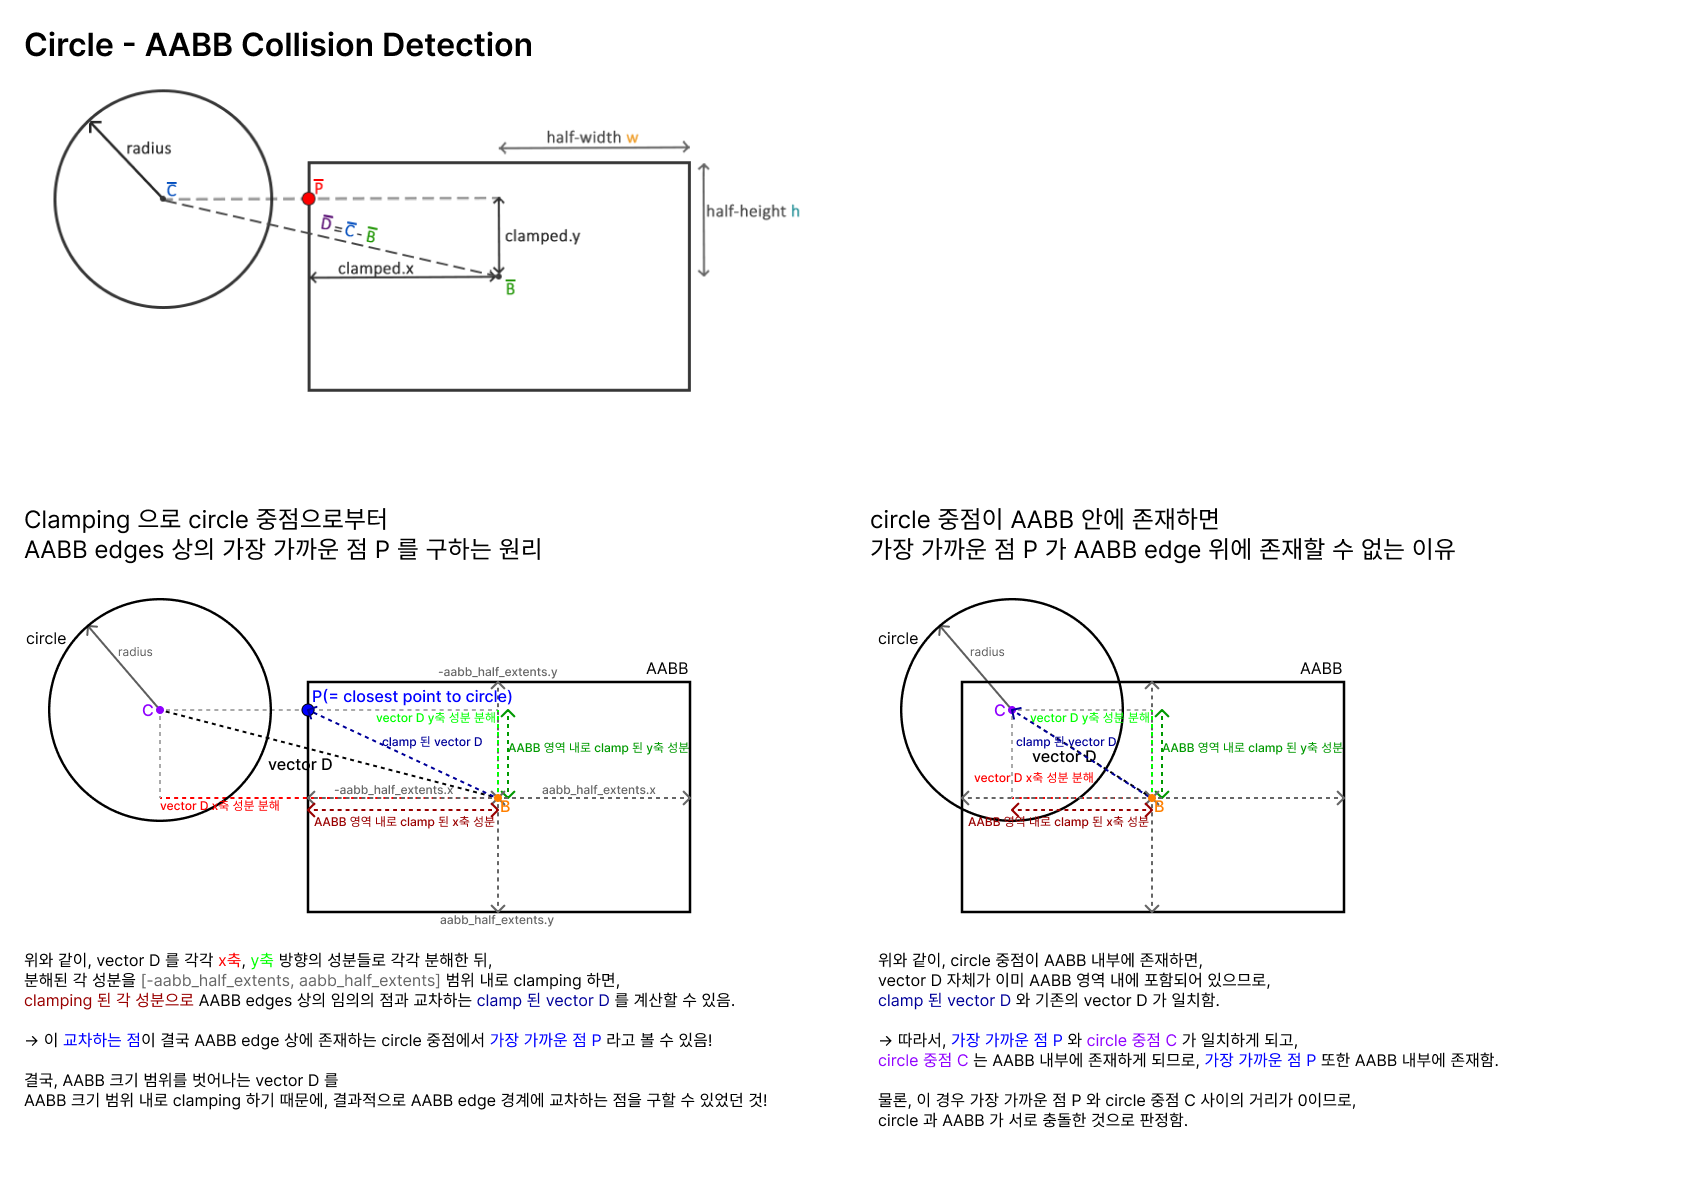 Circle - AABB Collision Detection
radius
C
P
D = C - B
clamped.x
clamped.y
B
half-width w
half-height h
Clamping 으로 circle 중점으로부터
AABB edges 상의 가장 가까운 점 P 를 구하는 원리
circle
radius
C
-aabb_half_extents.y
AABB
P(= closest point to circle)
vector D y축 성분 분해
clamp 된 vector D
AABB 영역 내로 clamp 된 y축 성분
vector D
-aabb_half_extents.x
aabb_half_extents.x
vector D x축 성분 분해
B
AABB 영역 내로 clamp 된 x축 성분
aabb_half_extents.y
위와 같이, vector D 를 각각 x축, y축 방향의 성분들로 각각 분해한 뒤,
분해된 각 성분을 [-aabb_half_extents, aabb_half_extents] 범위 내로 clamping 하면,
clamping 된 각 성분으로 AABB edges 상의 임의의 점과 교차하는 clamp 된 vector D 를 계산할 수 있음.
→ 이 교차하는 점이 결국 AABB edge 상에 존재하는 circle 중점에서 가장 가까운 점 P 라고 볼 수 있음!
결국, AABB 크기 범위를 벗어나는 vector D 를
AABB 크기 범위 내로 clamping 하기 때문에, 결과적으로 AABB edge 경계에 교차하는 점을 구할 수 있었던 것!
circle 중점이 AABB 안에 존재하면
가장 가까운 점 P 가 AABB edge 위에 존재할 수 없는 이유
circle
radius
AABB
C
vector D y축 성분 분해
clamp 된 vector D
AABB 영역 내로 clamp 된 y축 성분
vector D
vector D x축 성분 분해
B
AABB 영역 내로 clamp 된 x축 성분
위와 같이, circle 중점이 AABB 내부에 존재하면,
vector D 자체가 이미 AABB 영역 내에 포함되어 있으므로,
clamp 된 vector D 와 기존의 vector D 가 일치함.
→ 따라서, 가장 가까운 점 P 와 circle 중점 C 가 일치하게 되고,
circle 중점 C 는 AABB 내부에 존재하게 되므로, 가장 가까운 점 P 또한 AABB 내부에 존재함.
물론, 이 경우 가장 가까운 점 P 와 circle 중점 C 사이의 거리가 0이므로,
circle 과 AABB 가 서로 충돌한 것으로 판정함.